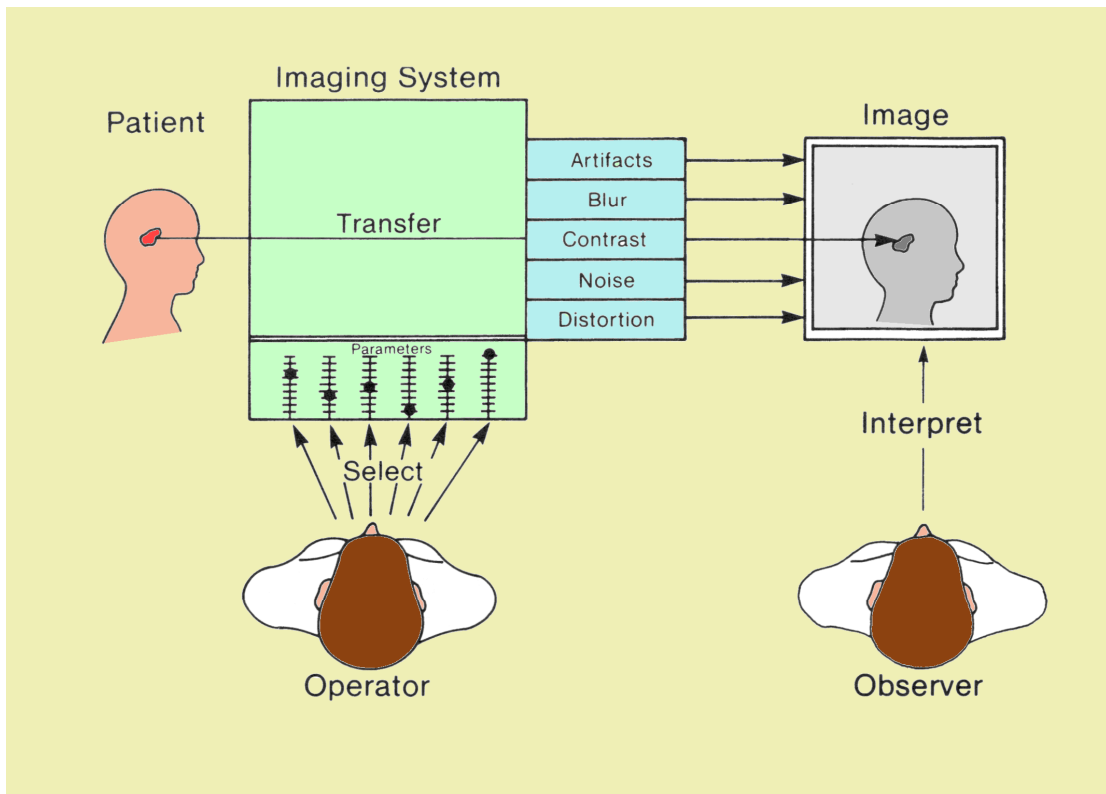 Imaging System
Patient
Image
Artifacts
Blur
Transfer
Contrast
Noise
Distortion
Parameters
Select
Interpret
Operator
Observer